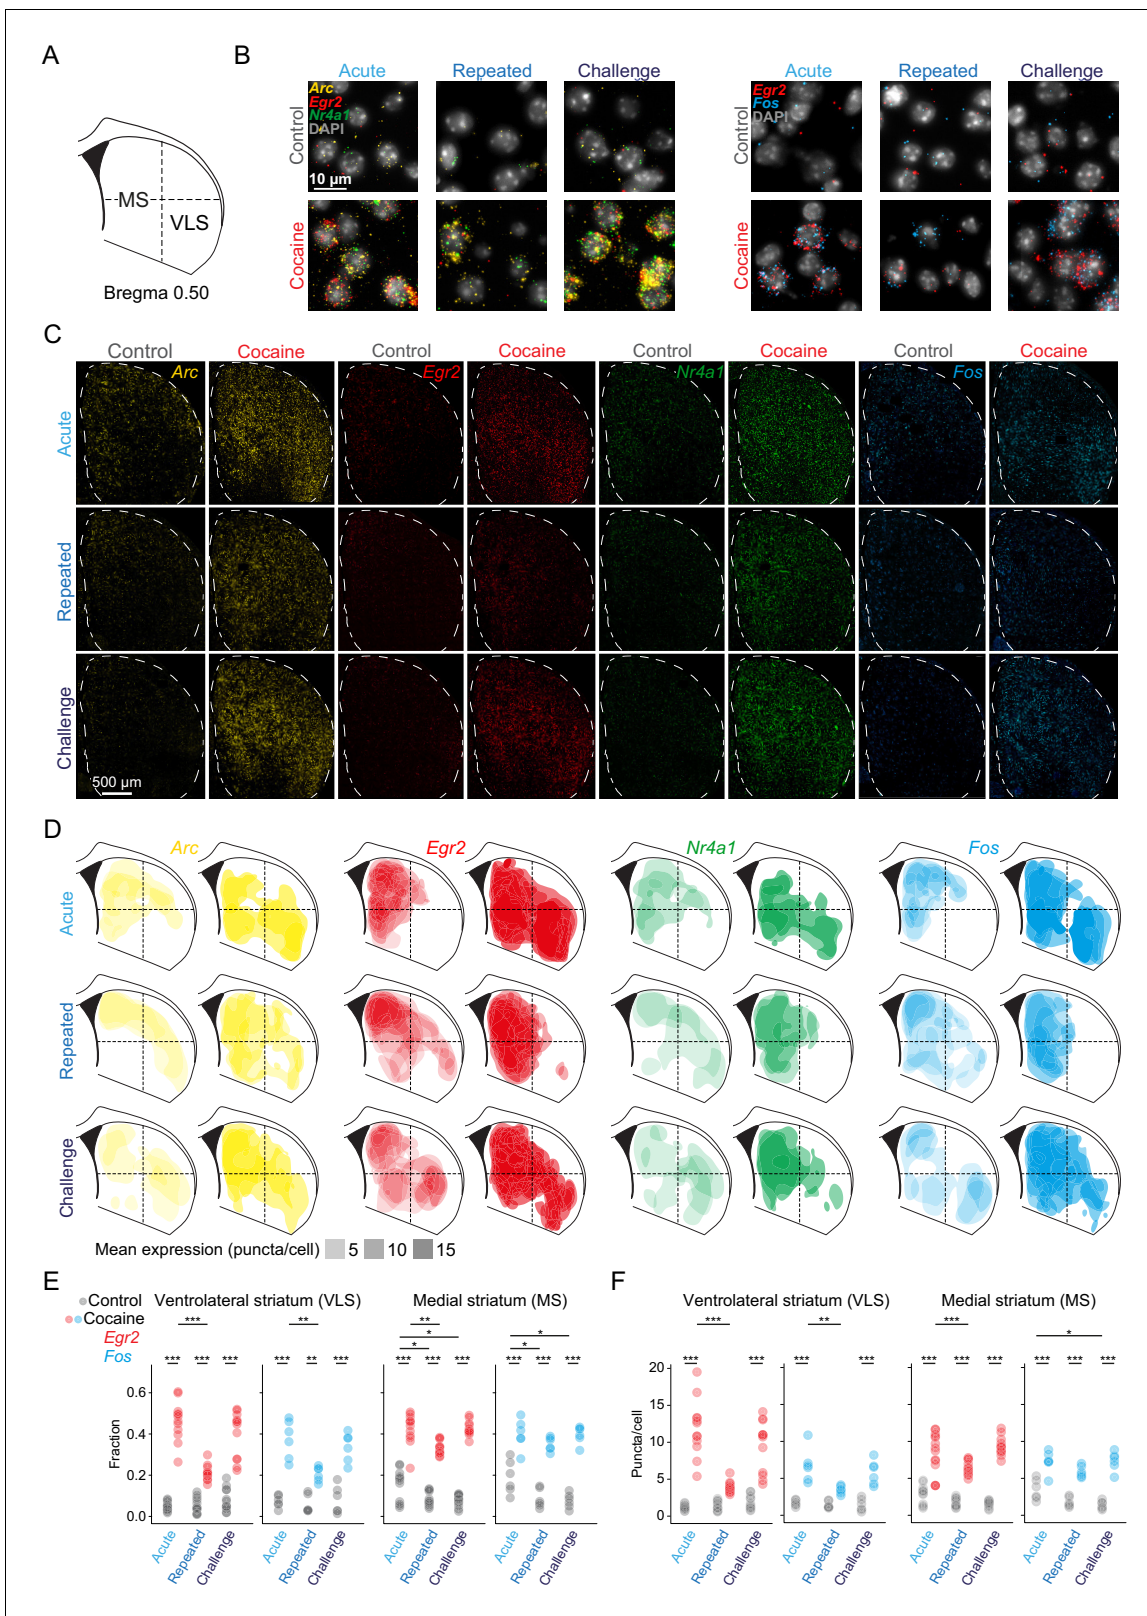 A
MS
VLS
Bregma 0.50
B
Acute Repeated Challenge
Acute Repeated Challenge
Control
Arc
Egr2
Nr4a1
DAPI
10 µm
Cocaine
Control
Egr2
Fos
DAPI
Cocaine
C
Control Cocaine Control Cocaine Control Cocaine Control Cocaine
Arc Egr2 Nr4a1 Fos
Acute
Repeated
Challenge
500 µm
D
Arc Egr2 Nr4a1 Fos
Acute
Repeated
Challenge
Mean expression (puncta/cell) 5 10 15
E
Control
Cocaine
Egr2
Fos
Ventrolateral striatum (VLS) Medial striatum (MS)
*** ** ** * * * *
*** *** *** *** ** *** *** *** *** *** *** ***
Fraction
0.6
0.4
0.2
0.0
Acute Repeated Challenge Acute Repeated Challenge Acute Repeated Challenge Acute Repeated Challenge
F
Ventrolateral striatum (VLS) Medial striatum (MS)
*** ** *** *
*** *** *** *** *** *** *** *** *** ***
Puncta/cell
20
15
10
5
0
Acute Repeated Challenge Acute Repeated Challenge Acute Repeated Challenge Acute Repeated Challenge